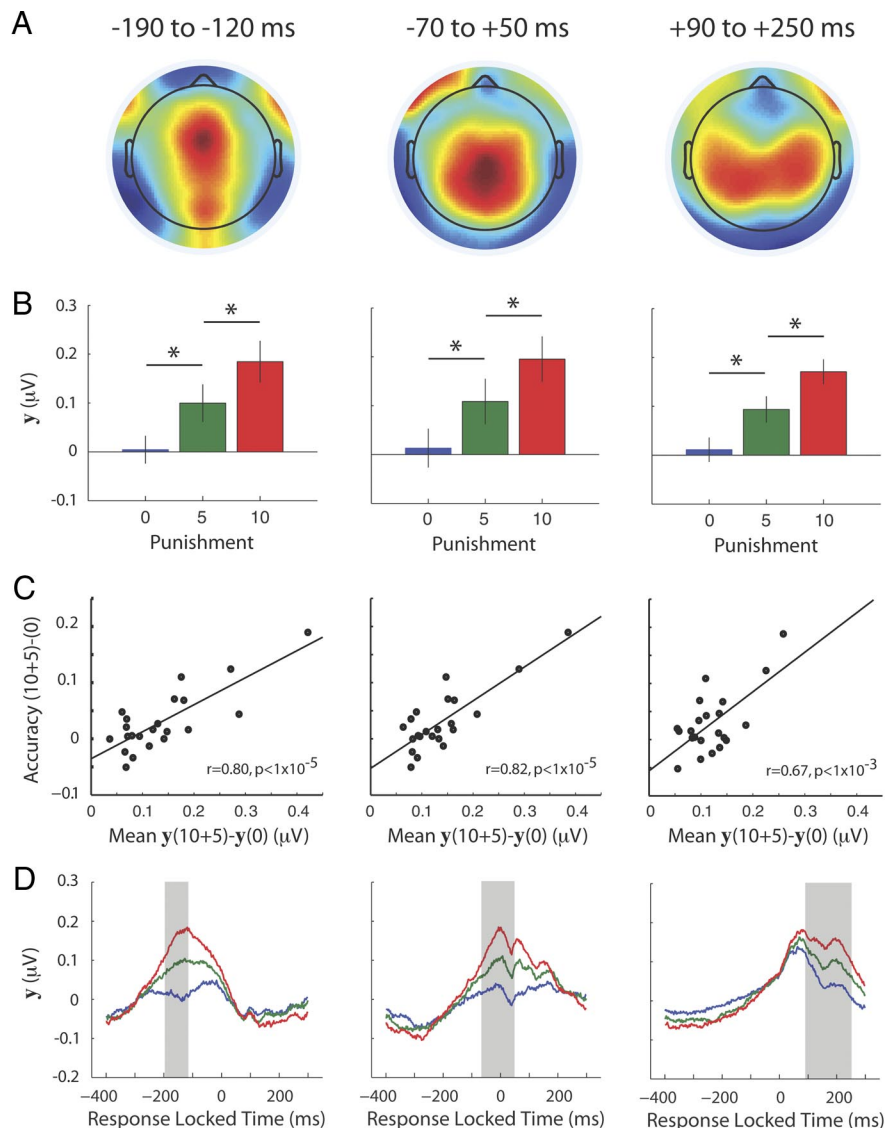 A
-190 to -120 ms -70 to +50 ms +90 to +250 ms
B
0.3
0.2
0.1
0
-0.1
y (μV)
* * * * * *
0 5 10 0 5 10 0 5 10
Punishment Punishment Punishment
C
0.2
0.1
0
−0.1
Accuracy (10+5)-(0)
r=0.80, p<1x10-5 r=0.82, p<1x10-5 r=0.67, p<1x10-3
0 0.1 0.2 0.3 0.4 0 0.1 0.2 0.3 0.4 0 0.1 0.2 0.3 0.4
Mean y(10+5)-y(0) (μV) Mean y(10+5)-y(0) (μV) Mean y(10+5)-y(0) (μV)
D
0.3
0.2
0.1
0
-0.1
-0.2
y (μV)
−400 −200 0 200 −400 −200 0 200 −400 −200 0 200
Response Locked Time (ms) Response Locked Time (ms) Response Locked Time (ms)